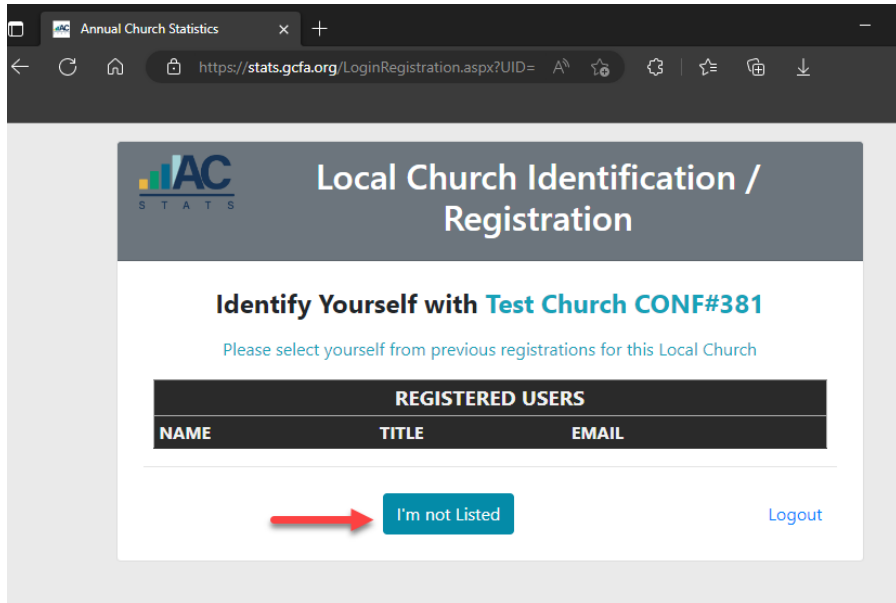 Annual Church Statistics
https://stats.gcfa.org/LoginRegistration.aspx?UID=
AC
STATS
Local Church Identification /
Registration
Identify Yourself with Test Church CONF#381
Please select yourself from previous registrations for this Local Church
REGISTERED USERS
NAME TITLE EMAIL
I'm not Listed Logout